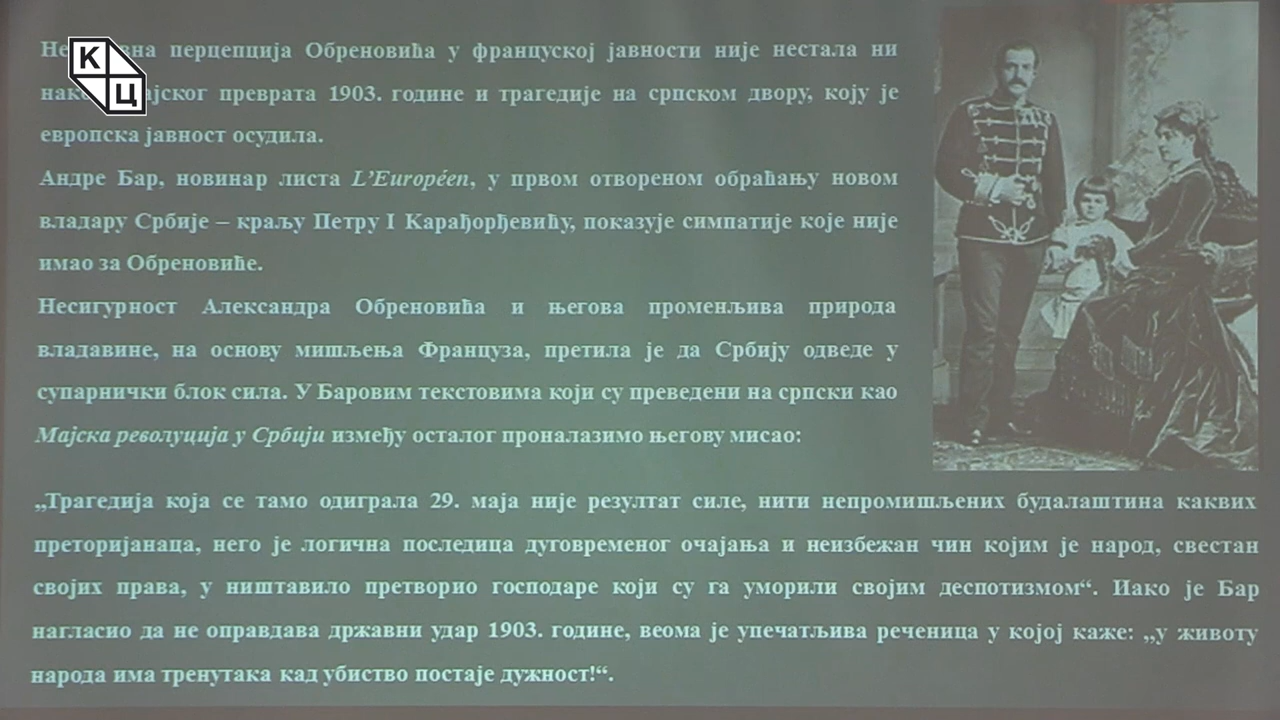 К
Ц
перцепција Обреновића у француској јавности није нестала ни
преврата 1903. године и трагедије на српском двору, коју је
европска јавност осудила.
Андре Бар, новинар листа L’Européen, у првом отвореном обраћању новом
владару Србије – краљу Петру I Карађорђевићу, показује симпатије које није
имао за Обреновиће.
Несигурност Александра Обреновића и његова променљива природа
владавине, на основу мишљења Француза, претила је да Србију одведе у
супарнички блок сила. У Баровим текстовима који су преведени на српски као
Мајска револуција у Србији између осталог проналазимо његову мисао:
„Трагедија која се тамо одиграла 29. маја није резултат силе, нити непромишљених будалаштина каквих
преторијанаца, него је логична последица дуговременог очајања и неизбежан чин којим је народ, свестан
својих права, у ништавило претворио господаре који су га уморили својим деспотизмом“. Иако је Бар
нагласио да не оправдава државни удар 1903. године, веома је упечатљива реченица у којој каже: „у животу
народа има тренутака кад убиство постаје дужност!“.